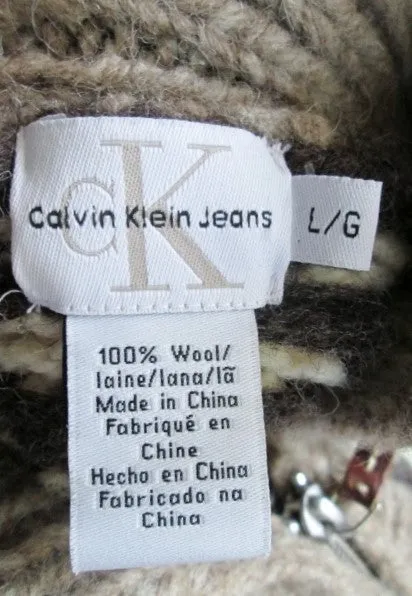 cK
Calvin Klein Jeans
L/G
100% Wool/
laine/lana/lã
Made in China
Fabriqué en
Chine
Hecho en China
Fabricado na
China